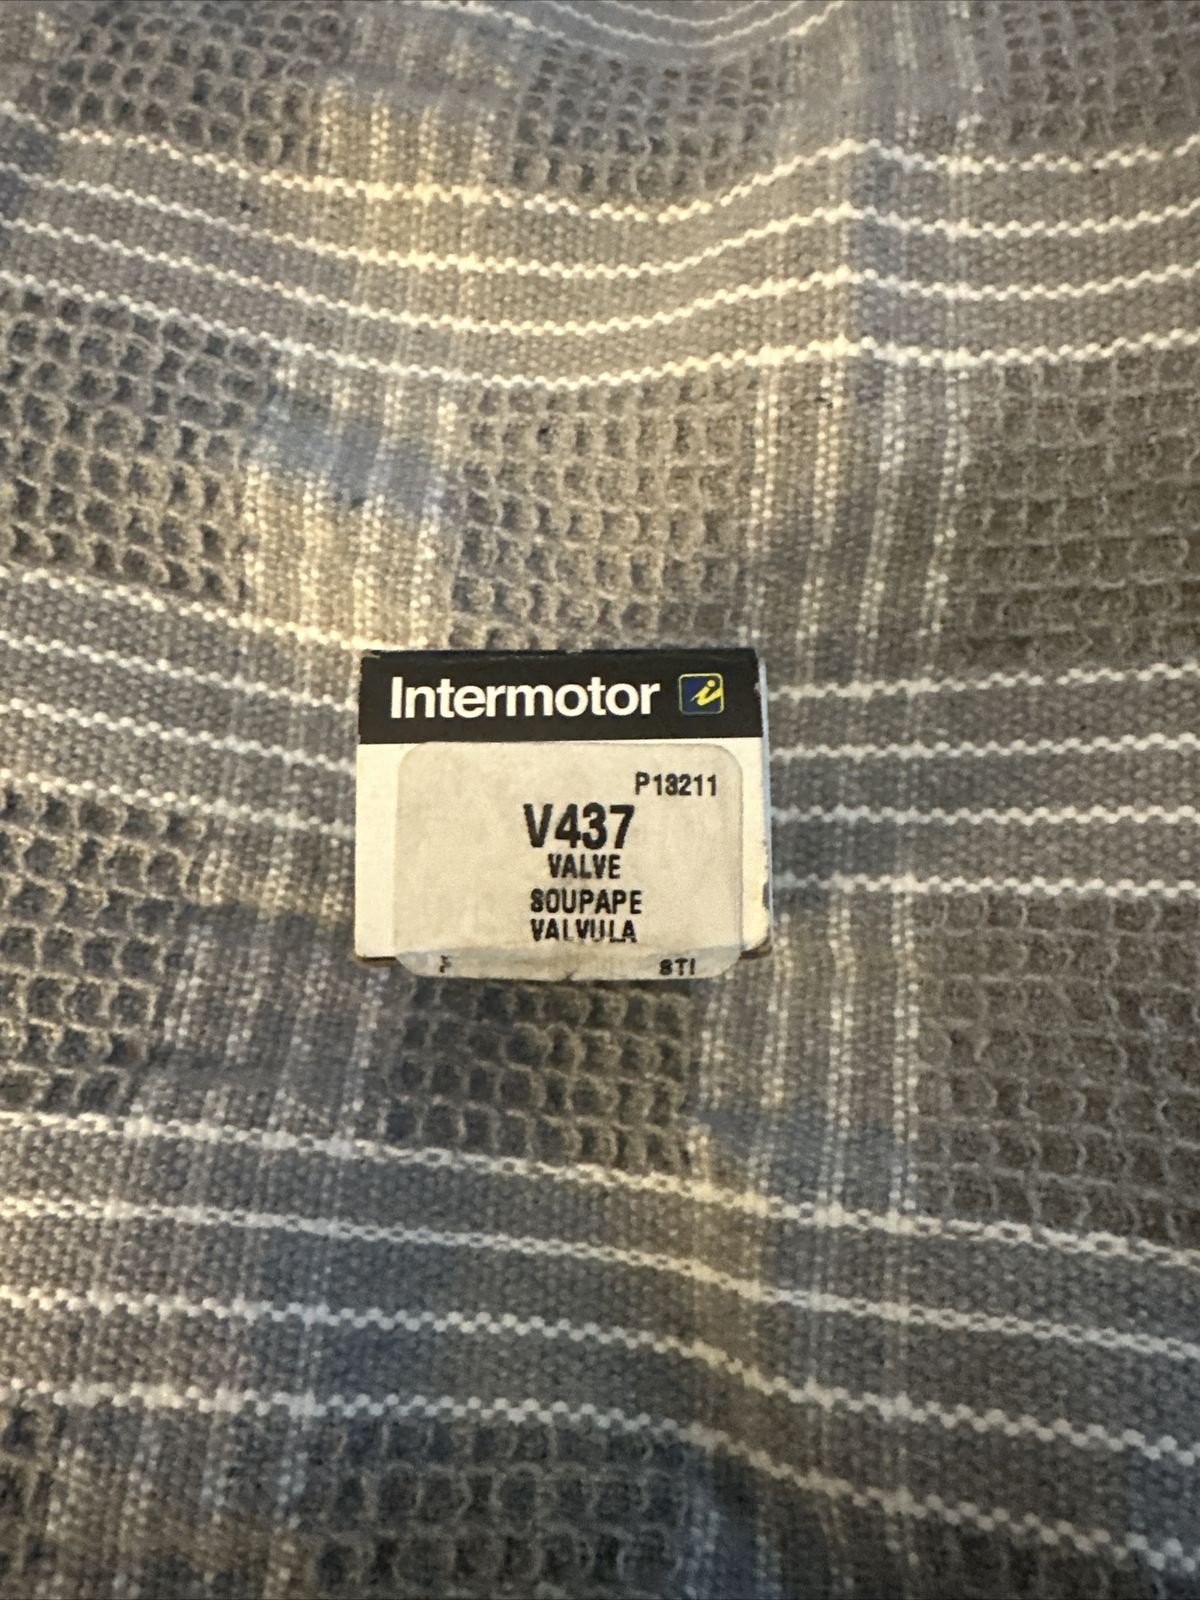 Intermotor
P13211
V437
VALVE
SOUPAPE
VALVULA
STI